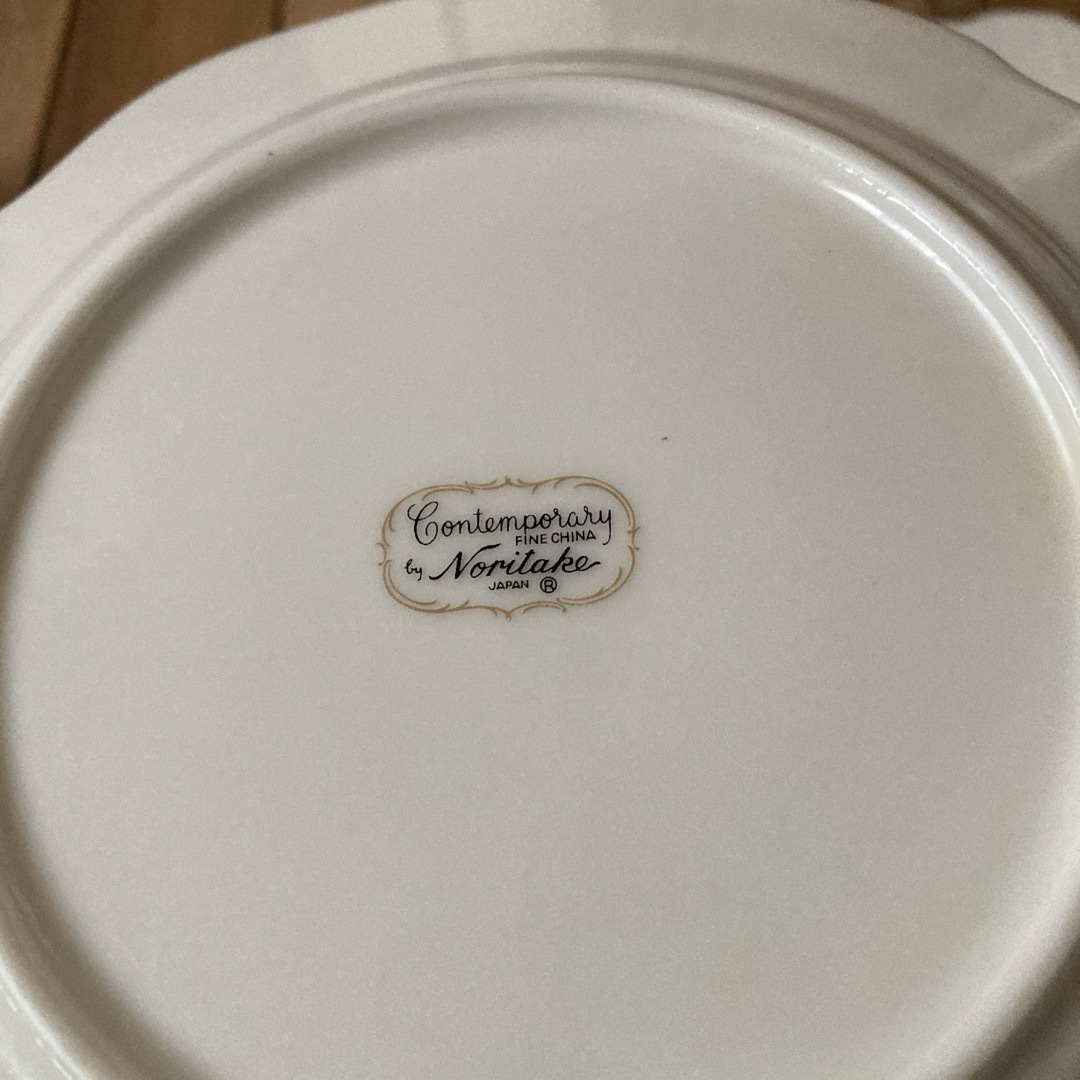 Contemporary
FINE CHINA
by Noritake
JAPAN ®